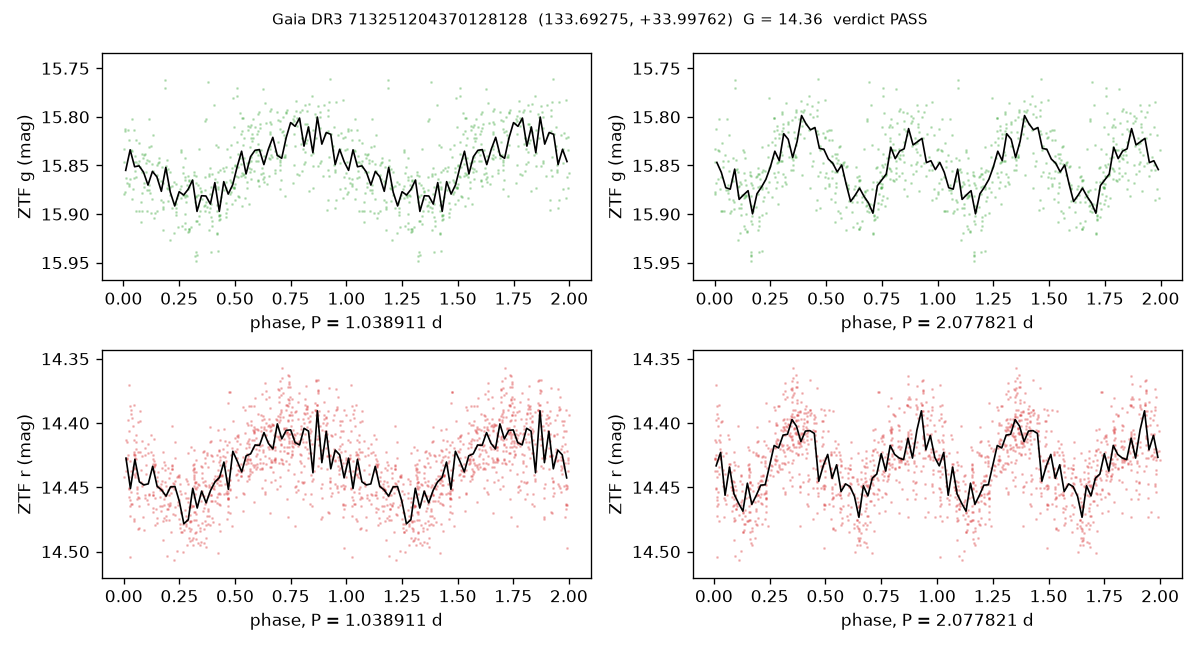 Gaia DR3 713251204370128128 (133.69275, +33.99762) G = 14.36 verdict PASS
ZTF g (mag)
15.75
15.80
15.85
15.90
15.95
0.00 0.25 0.50 0.75 1.00 1.25 1.50 1.75 2.00
phase, P = 1.038911 d
ZTF g (mag)
15.75
15.80
15.85
15.90
15.95
0.00 0.25 0.50 0.75 1.00 1.25 1.50 1.75 2.00
phase, P = 2.077821 d
ZTF r (mag)
14.35
14.40
14.45
14.50
0.00 0.25 0.50 0.75 1.00 1.25 1.50 1.75 2.00
phase, P = 1.038911 d
ZTF r (mag)
14.35
14.40
14.45
14.50
0.00 0.25 0.50 0.75 1.00 1.25 1.50 1.75 2.00
phase, P = 2.077821 d